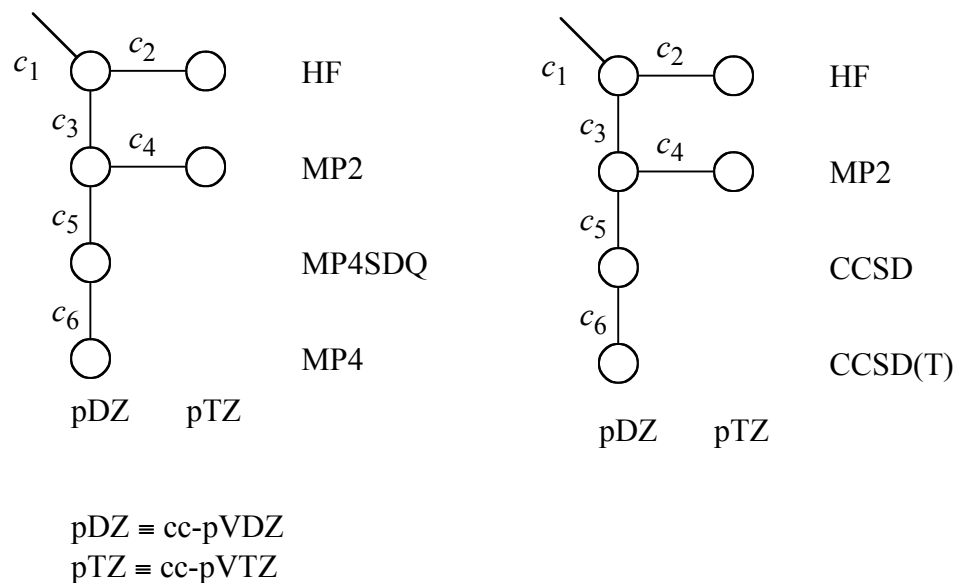 c2
c1 HF
c3
c4
MP2
c5
MP4SDQ
c6
MP4
pDZ pTZ
c2
c1 HF
c3
c4
MP2
c5
CCSD
c6
CCSD(T)
pDZ pTZ
pDZ ≡ cc-pVDZ
pTZ ≡ cc-pVTZ